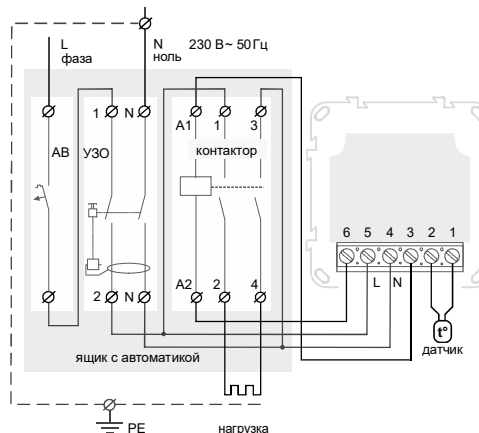 L
фаза
N
ноль
230 В~ 50 Гц
1
N
A1
1
3
АВ
УЗО
контактор
6
5
4
3
2
1
L
N
2
N
A2
2
4
t°
датчик
ящик с автоматикой
PE
нагрузка